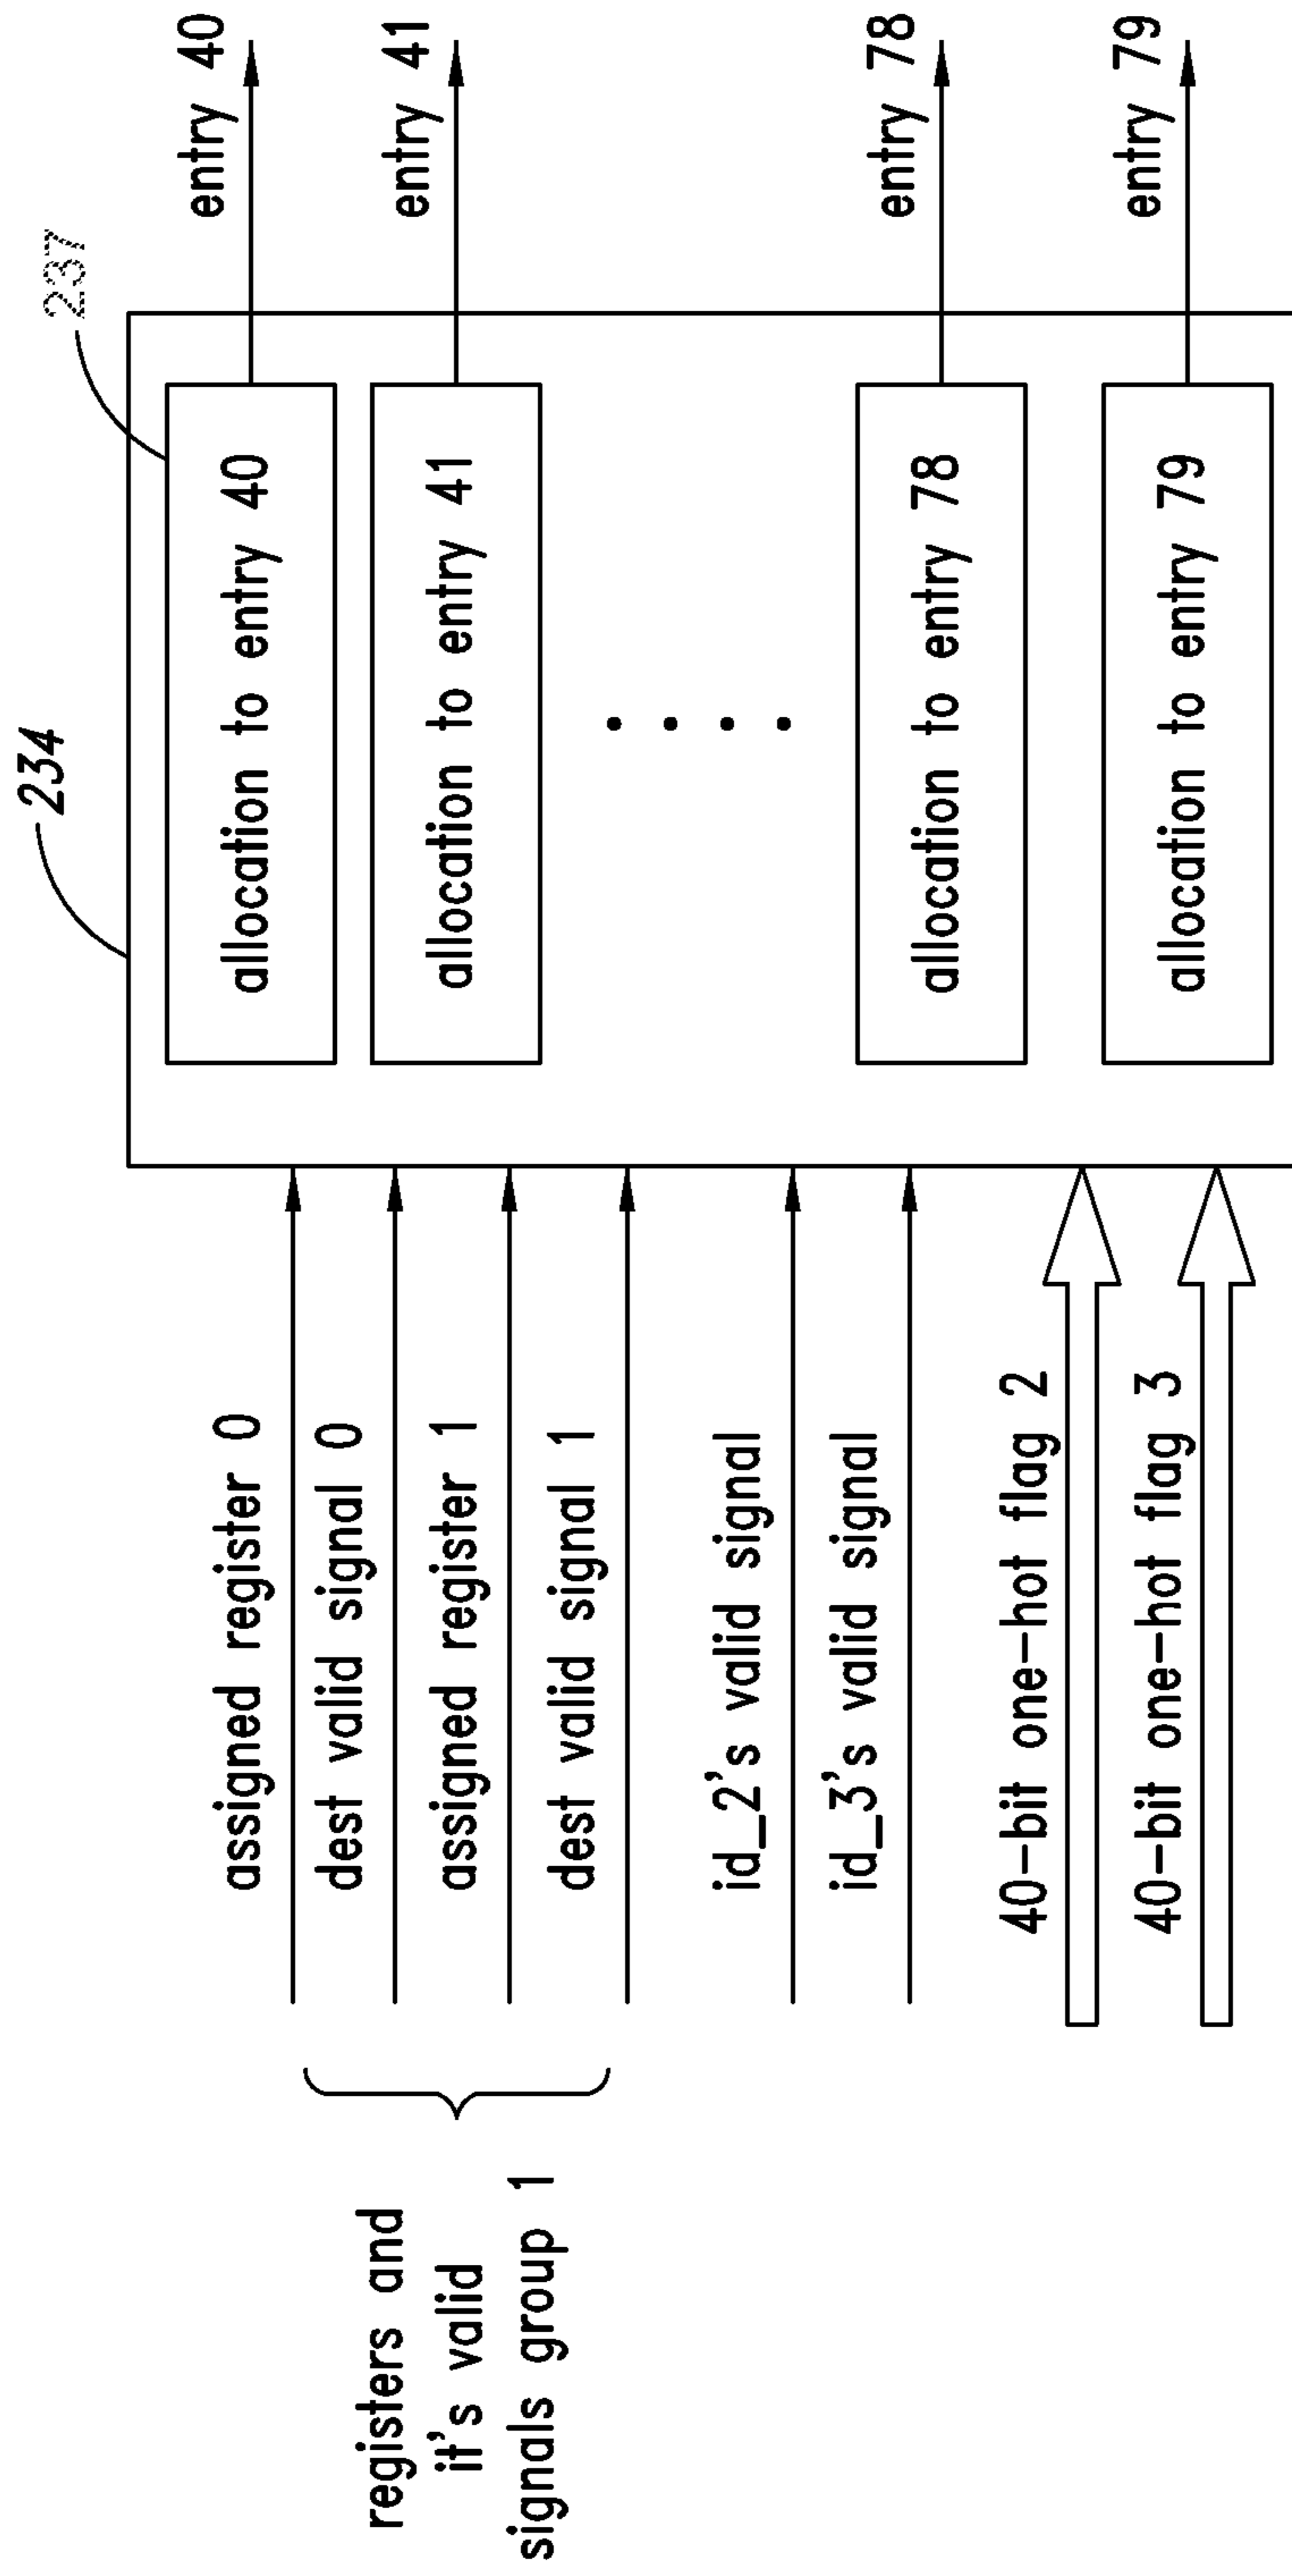 234
237
registers and
it's valid
signals group 1
assigned register 0
dest valid signal 0
assigned register 1
dest valid signal 1
id_2's valid signal
id_3's valid signal
40-bit one-hot flag 2
40-bit one-hot flag 3
allocation to entry 40
allocation to entry 41
allocation to entry 78
allocation to entry 79
entry 40
entry 41
entry 78
entry 79